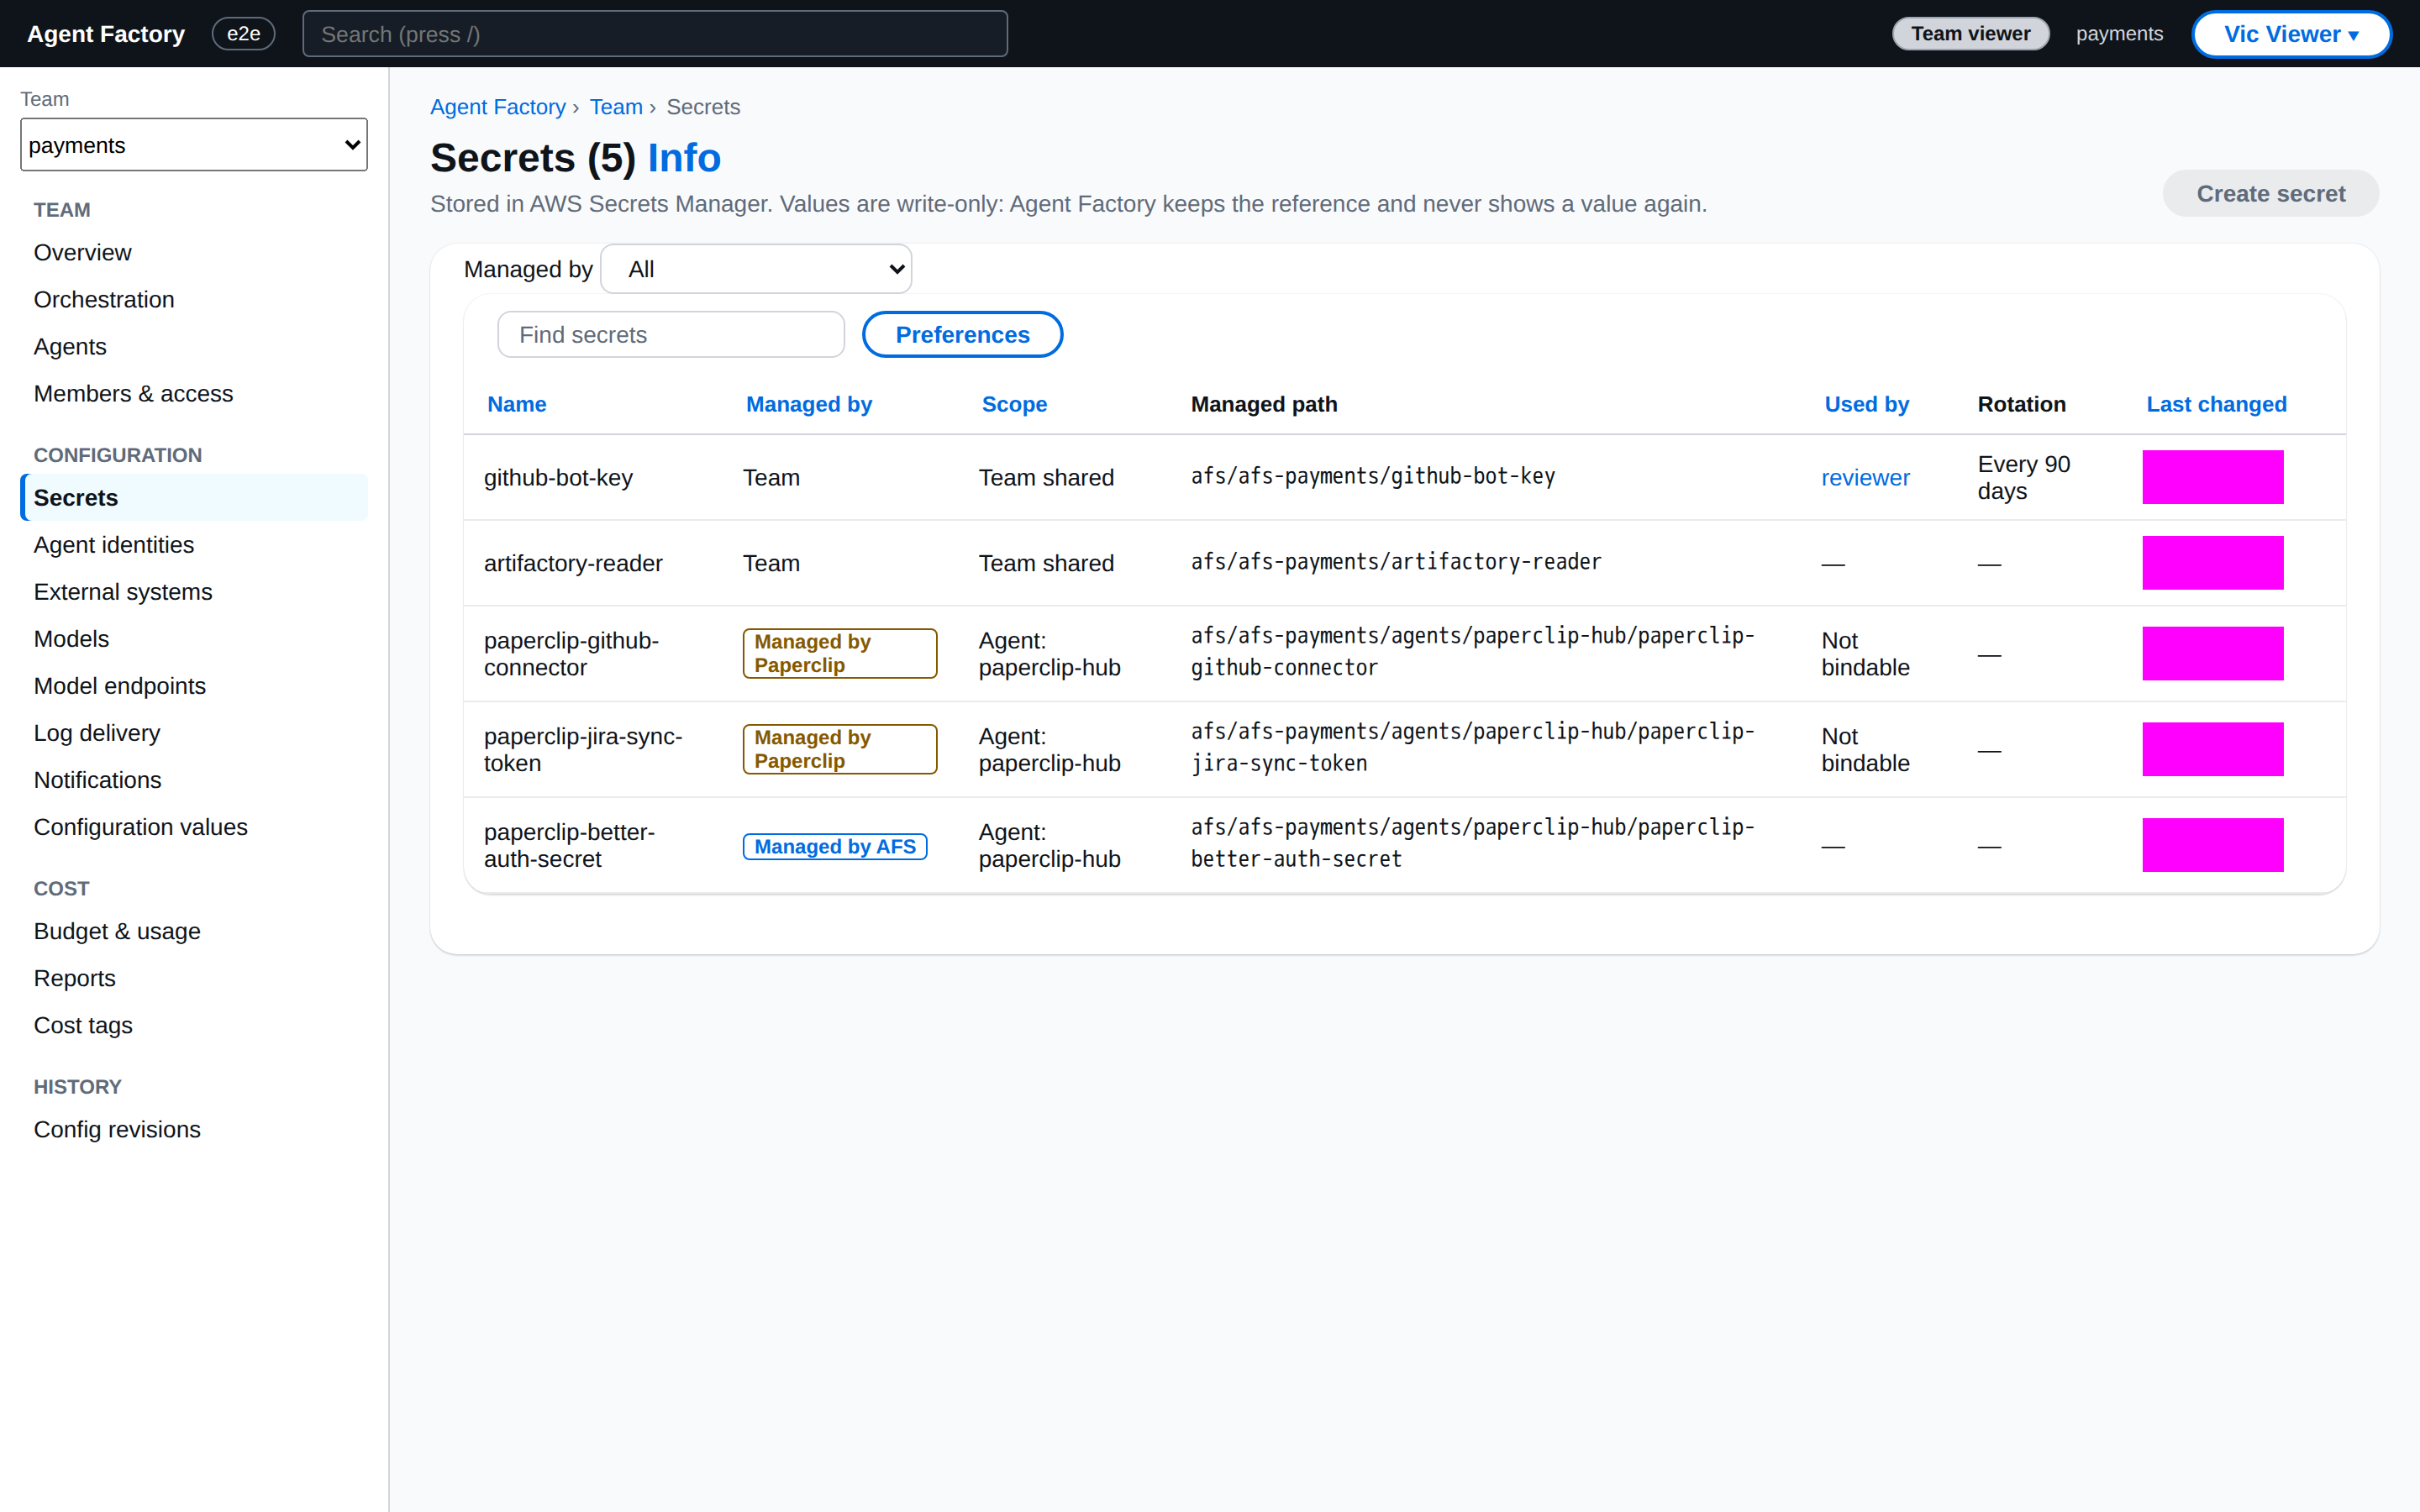 Agent Factory e2e Search (press /) Team viewer payments Vic Viewer ▾
Team
payments
TEAM
Overview
Orchestration
Agents
Members & access
CONFIGURATION
Secrets
Agent identities
External systems
Models
Model endpoints
Log delivery
Notifications
Configuration values
COST
Budget & usage
Reports
Cost tags
HISTORY
Config revisions
Agent Factory › Team › Secrets
Secrets (5) Info
Stored in AWS Secrets Manager. Values are write-only: Agent Factory keeps the reference and never shows a value again.
Create secret
Managed by All
Find secrets Preferences
Name Managed by Scope Managed path Used by Rotation Last changed
github-bot-key Team Team shared afs/afs-payments/github-bot-key reviewer Every 90
days
artifactory-reader Team Team shared afs/afs-payments/artifactory-reader — —
paperclip-github- Managed by Agent: afs/afs-payments/agents/paperclip-hub/paperclip- Not —
connector Paperclip paperclip-hub github-connector bindable
paperclip-jira-sync- Managed by Agent: afs/afs-payments/agents/paperclip-hub/paperclip- Not —
token Paperclip paperclip-hub jira-sync-token bindable
paperclip-better- Managed by AFS Agent: afs/afs-payments/agents/paperclip-hub/paperclip- — —
auth-secret paperclip-hub better-auth-secret